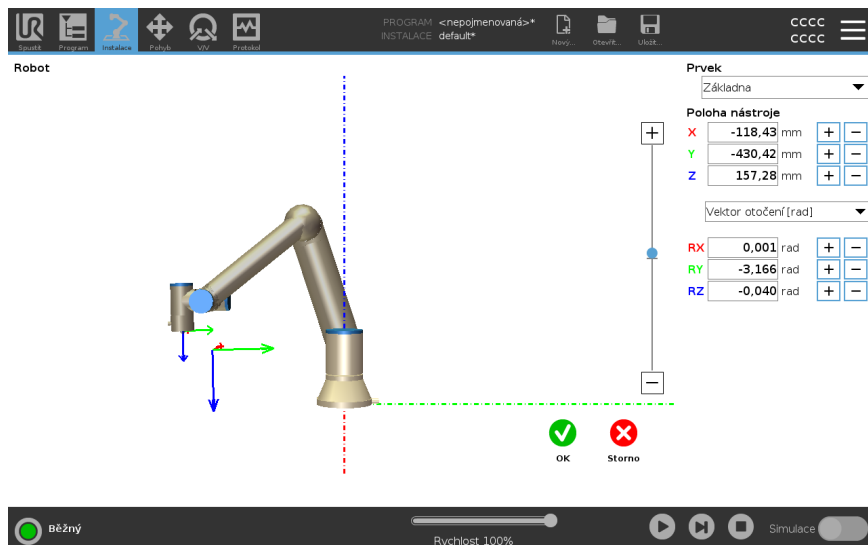 UR
PROGRAM <nepojmenovaná>*
INSTALACE default*
Spustit Program Instalace Pohyb V/V Protokol
Nový... Otevřít... Uložit...
CCCC
CCCC
Robot
Prvek
Základna
Poloha nástroje
X -118,43 mm + −
Y -430,42 mm + −
Z 157,28 mm + −
Vektor otočení [rad]
RX 0,001 rad + −
RY -3,166 rad + −
RZ -0,040 rad + −
+
−
OK Storno
Běžný
Rychlost 100%
Simulace